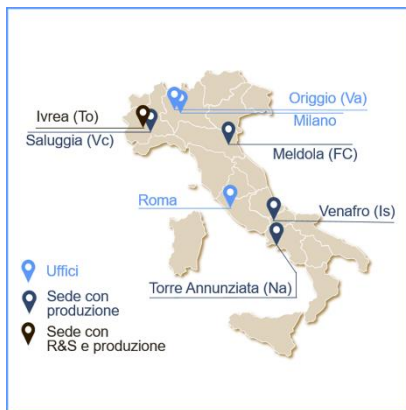 Origgio (Va)
Milano
Ivrea (To)
Saluggia (Vc)
Meldola (FC)
Roma
Venafro (Is)
Torre Annunziata (Na)
Uffici
Sede con
produzione
Sede con
R&S e produzione